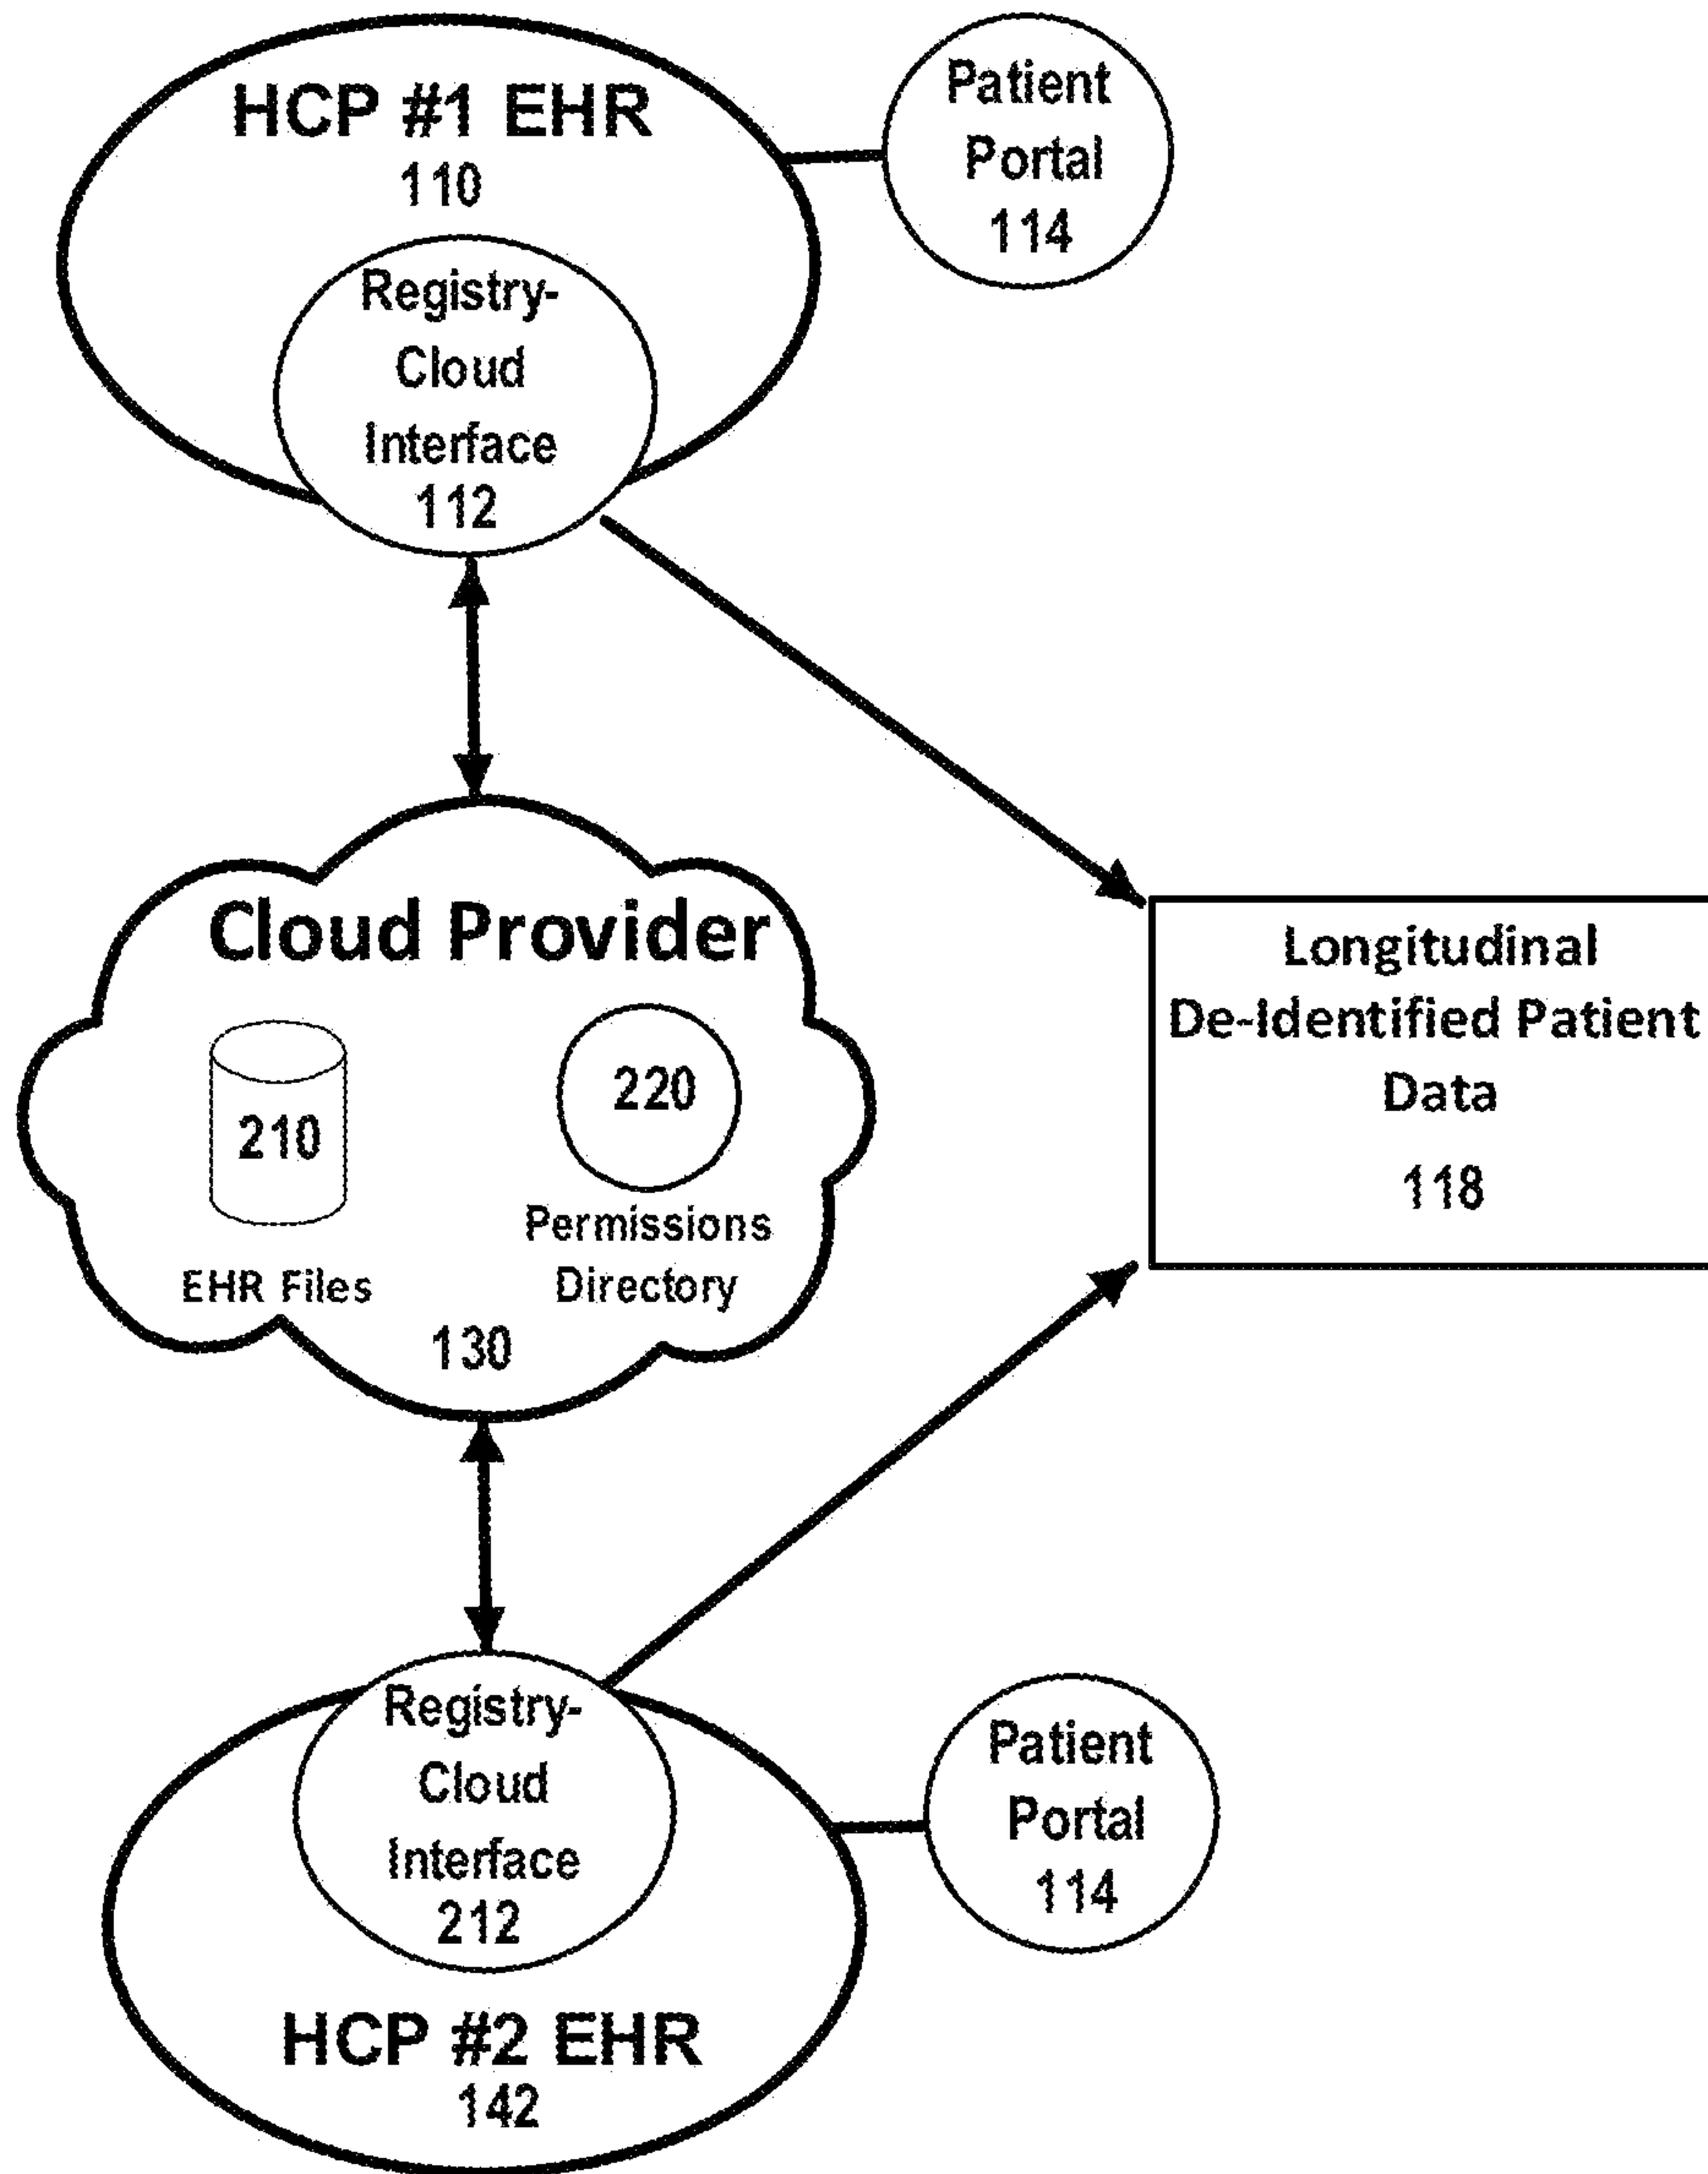 HCP #1 EHR
110
Patient
Portal
114
Registry-
Cloud
Interface
112
Cloud Provider
210
EHR Files
220
Permissions
Directory
130
Longitudinal
De-Identified Patient
Data
118
Registry-
Cloud
Interface
212
Patient
Portal
114
HCP #2 EHR
142